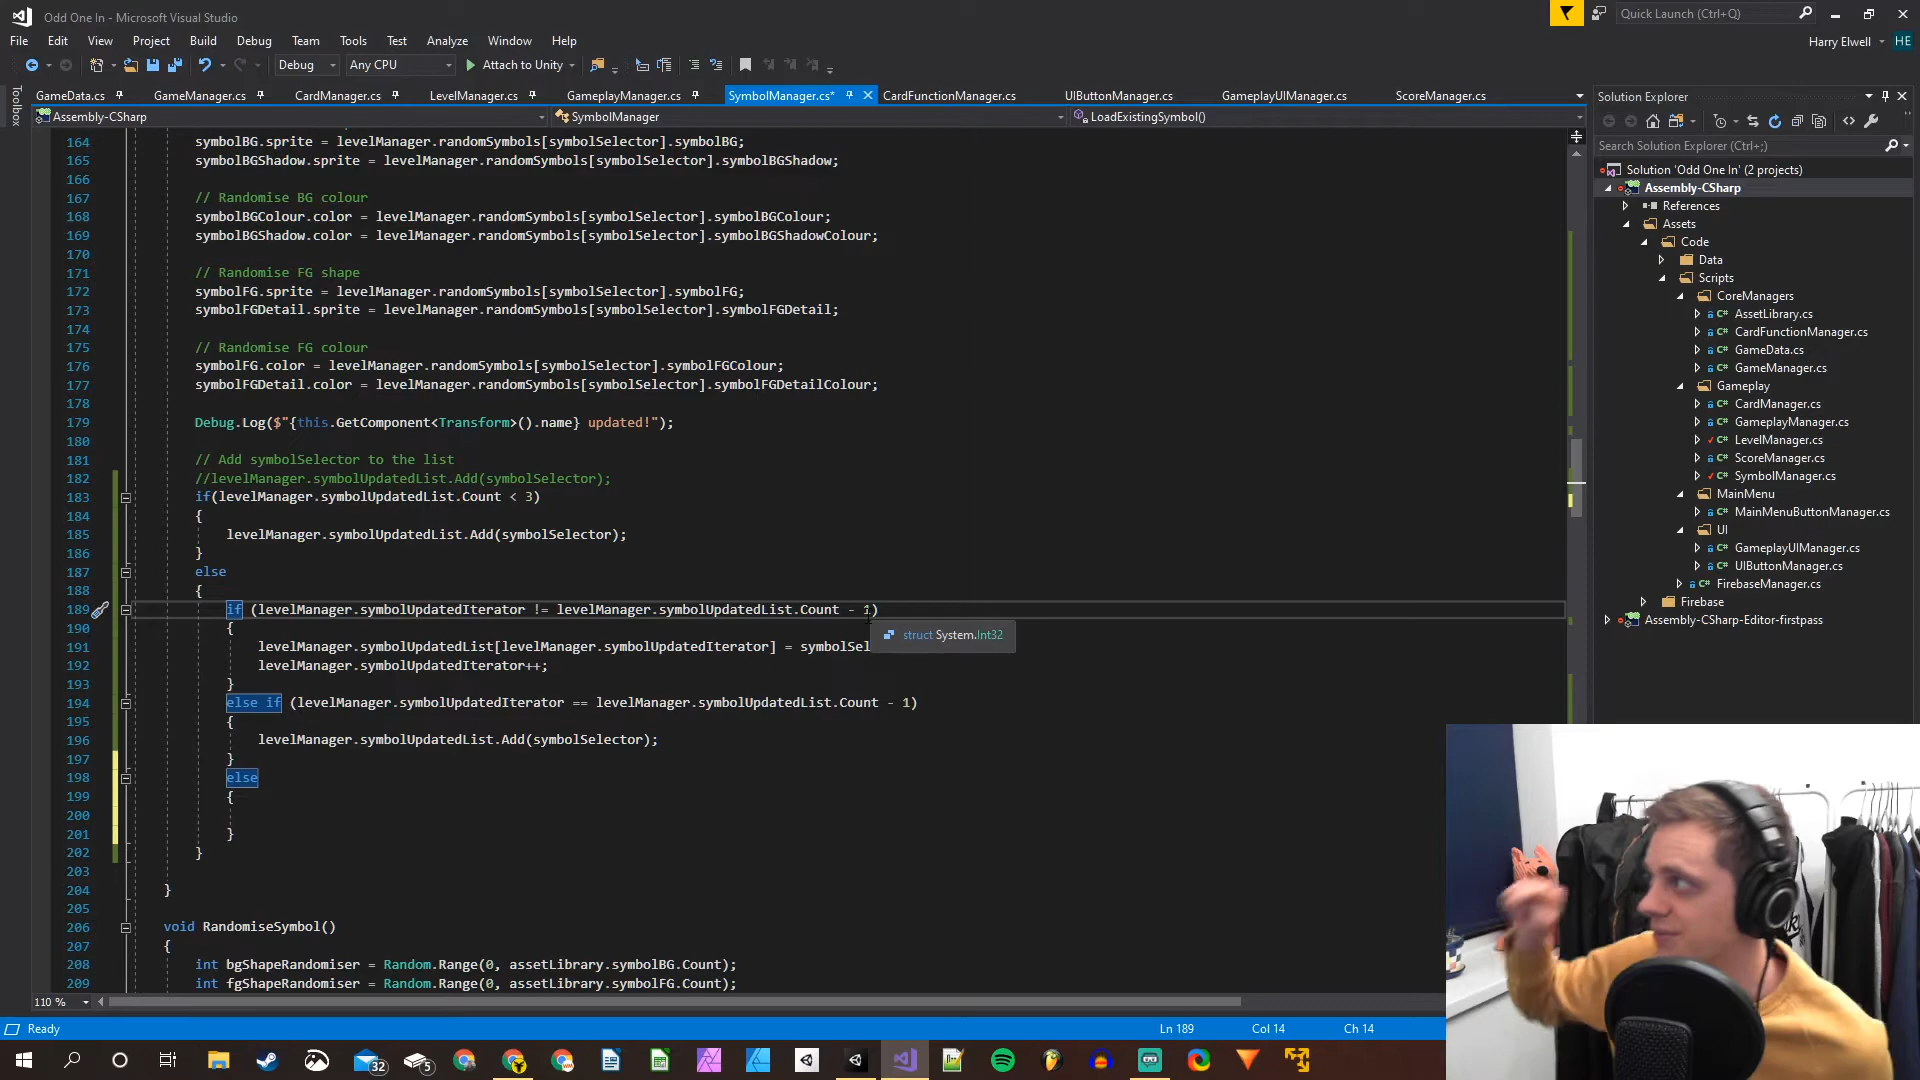 Odd One In - Microsoft Visual Studio
Quick Launch (Ctrl+Q)
File Edit View Project Build Debug Team Tools Test Analyze Window Help
Harry Elwell HE
Debug Any CPU Attach to Unity
Toolbox
GameData.cs GameManager.cs CardManager.cs LevelManager.cs GameplayManager.cs SymbolManager.cs* CardFunctionManager.cs UIButtonManager.cs GameplayUIManager.cs ScoreManager.cs
Assembly-CSharp SymbolManager LoadExistingSymbol()
164 symbolBG.sprite = levelManager.randomSymbols[symbolSelector].symbolBG;
165 symbolBGShadow.sprite = levelManager.randomSymbols[symbolSelector].symbolBGShadow;
166
167 // Randomise BG colour
168 symbolBGColour.color = levelManager.randomSymbols[symbolSelector].symbolBGColour;
169 symbolBGShadow.color = levelManager.randomSymbols[symbolSelector].symbolBGShadowColour;
170
171 // Randomise FG shape
172 symbolFG.sprite = levelManager.randomSymbols[symbolSelector].symbolFG;
173 symbolFGDetail.sprite = levelManager.randomSymbols[symbolSelector].symbolFGDetail;
174
175 // Randomise FG colour
176 symbolFG.color = levelManager.randomSymbols[symbolSelector].symbolFGColour;
177 symbolFGDetail.color = levelManager.randomSymbols[symbolSelector].symbolFGDetailColour;
178
179 Debug.Log($"{this.GetComponent<Transform>().name} updated!");
180
181 // Add symbolSelector to the list
182 //levelManager.symbolUpdatedList.Add(symbolSelector);
183 if(levelManager.symbolUpdatedList.Count < 3)
184 {
185 levelManager.symbolUpdatedList.Add(symbolSelector);
186 }
187 else
188 {
189 if (levelManager.symbolUpdatedIterator != levelManager.symbolUpdatedList.Count - 1)
190 {
struct System.Int32
191 levelManager.symbolUpdatedList[levelManager.symbolUpdatedIterator] = symbolSel
192 levelManager.symbolUpdatedIterator++;
193 }
194 else if (levelManager.symbolUpdatedIterator == levelManager.symbolUpdatedList.Count - 1)
195 {
196 levelManager.symbolUpdatedList.Add(symbolSelector);
197 }
198 else
199 {
200
201 }
202 }
203
204 }
205
206 void RandomiseSymbol()
207 {
208 int bgShapeRandomiser = Random.Range(0, assetLibrary.symbolBG.Count);
209 int fgShapeRandomiser = Random.Range(0, assetLibrary.symbolFG.Count);
110 %
Ready Ln 189 Col 14 Ch 14
Solution Explorer
Search Solution Explorer (Ctrl+;)
Solution 'Odd One In' (2 projects)
Assembly-CSharp
References
Assets
Code
Data
Scripts
CoreManagers
AssetLibrary.cs
CardFunctionManager.cs
GameData.cs
GameManager.cs
Gameplay
CardManager.cs
GameplayManager.cs
LevelManager.cs
ScoreManager.cs
SymbolManager.cs
MainMenu
MainMenuButtonManager.cs
UI
GameplayUIManager.cs
UIButtonManager.cs
FirebaseManager.cs
Firebase
Assembly-CSharp-Editor-firstpass
32 5